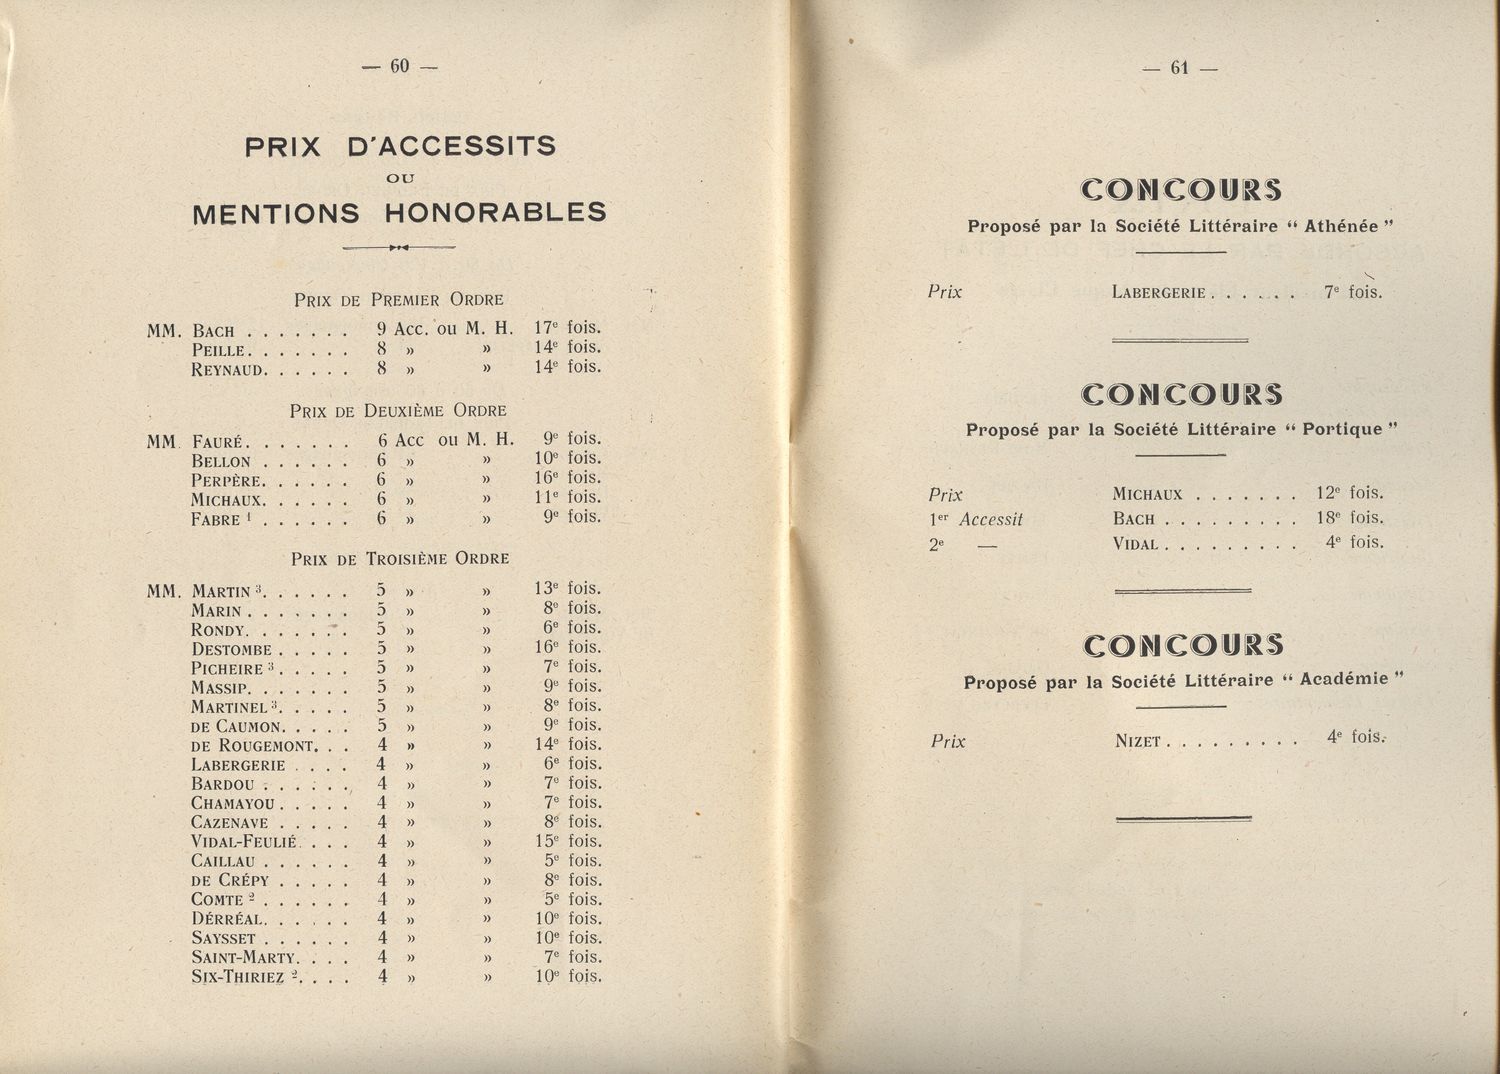 — 60 —
PRIX D'ACCESSITS
OU
MENTIONS HONORABLES
PRIX DE PREMIER ORDRE
MM. BACH . . . . . . . 9 Acc. ou M. H. 17e fois.
PEILLE. . . . . . . 8 » » 14e fois.
REYNAUD. . . . . . 8 » » 14e fois.
PRIX DE DEUXIÈME ORDRE
MM. FAURÉ. . . . . . . 6 Acc ou M. H. 9e fois.
BELLON . . . . . . 6 » » 10e fois.
PERPÈRE. . . . . . 6 » » 16e fois.
MICHAUX. . . . . . 6 » » 11e fois.
FABRE 1 . . . . . . 6 » » 9e fois.
PRIX DE TROISIÈME ORDRE
MM. MARTIN 3. . . . . . 5 » » 13e fois.
MARIN . . . . . . . 5 » » 8e fois.
RONDY. . . . . . . 5 » » 6e fois.
DESTOMBE . . . . . 5 » » 16e fois.
PICHEIRE 3 . . . . . 5 » » 7e fois.
MASSIP. . . . . . . 5 » » 9e fois.
MARTINEL 3. . . . . 5 » » 8e fois.
DE CAUMON. . . . . 5 » » 9e fois.
DE ROUGEMONT. . . 4 » » 14e fois.
LABERGERIE . . . . 4 » » 6e fois.
BARDOU . . . . . . 4 » » 7e fois.
CHAMAYOU . . . . . 4 » » 7e fois.
CAZENAVE . . . . . 4 » » 8e fois.
VIDAL-FEULIÉ. . . . 4 » » 15e fois.
CAILLAU . . . . . . 4 » » 5e fois.
DE CRÉPY . . . . . 4 » » 8e fois.
COMTE 2 . . . . . . 4 » » 5e fois.
DÉRRÉAL. . . . . . 4 » » 10e fois.
SAYSSET . . . . . . 4 » » 10e fois.
SAINT-MARTY. . . . 4 » » 7e fois.
SIX-THIRIEZ 2. . . . 4 » » 10e fois.
— 61 —
CONCOURS
Proposé par la Société Littéraire “ Athénée ”
Prix LABERGERIE . . . . . . 7e fois.
CONCOURS
Proposé par la Société Littéraire “ Portique ”
Prix MICHAUX . . . . . . . 12e fois.
1er Accessit BACH . . . . . . . . . 18e fois.
2e — VIDAL . . . . . . . . . 4e fois.
CONCOURS
Proposé par la Société Littéraire “ Académie ”
Prix NIZET . . . . . . . . . 4e fois.